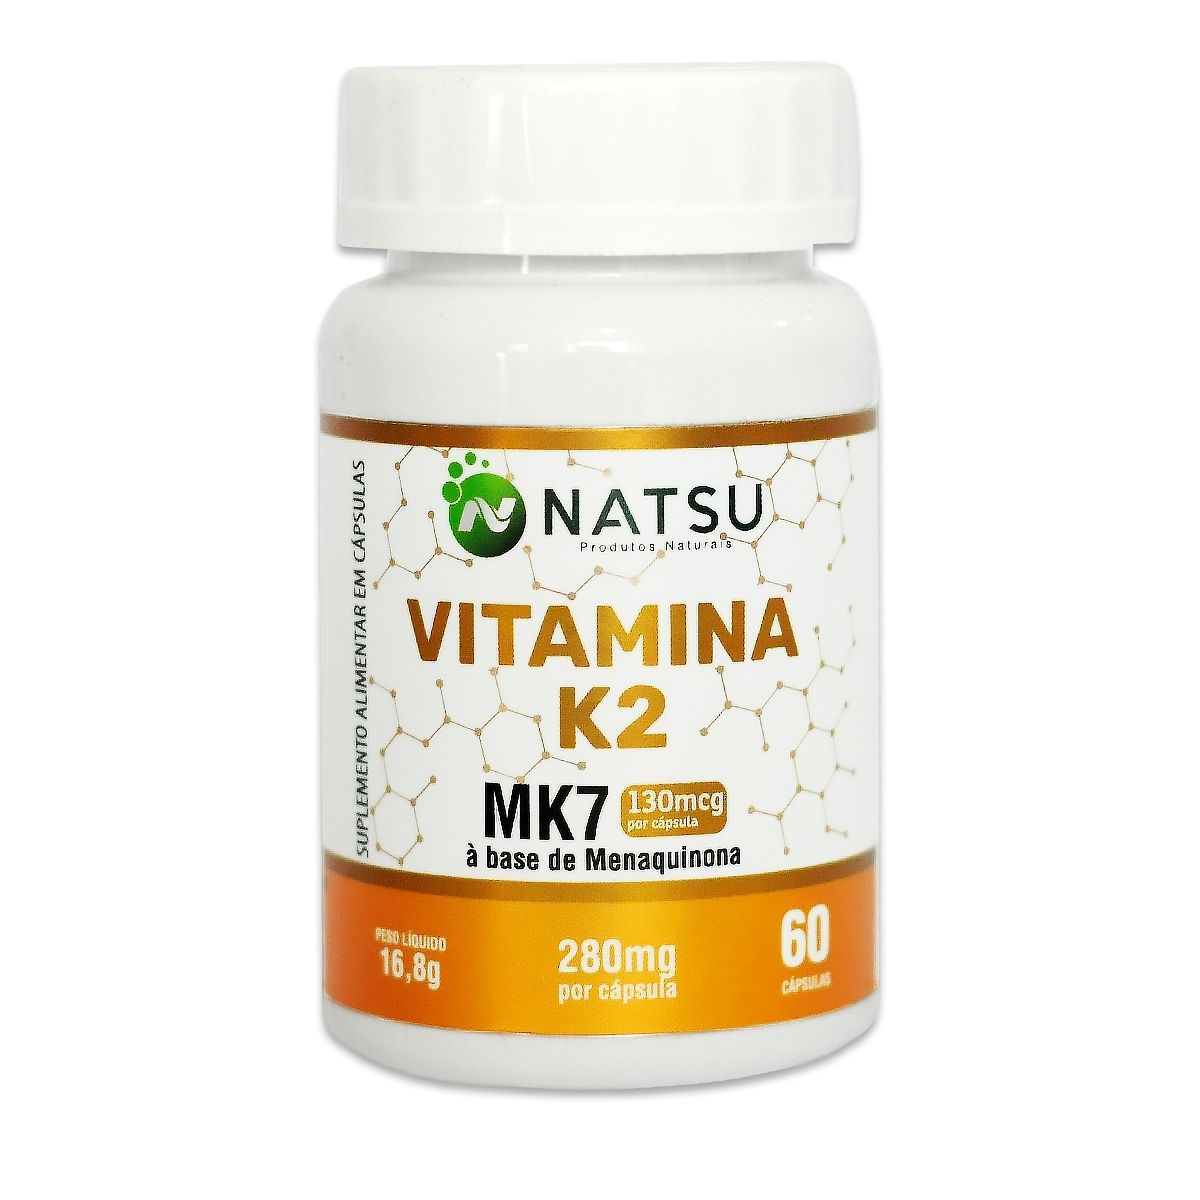 NATSU
Produtos Naturais
VITAMINA
K2
MK7
130mcg
por cápsula
à base de Menaquinona
SUPLEMENTO ALIMENTAR EM CÁPSULAS
PESO LÍQUIDO
16,8g
280mg
por cápsula
60
CÁPSULAS